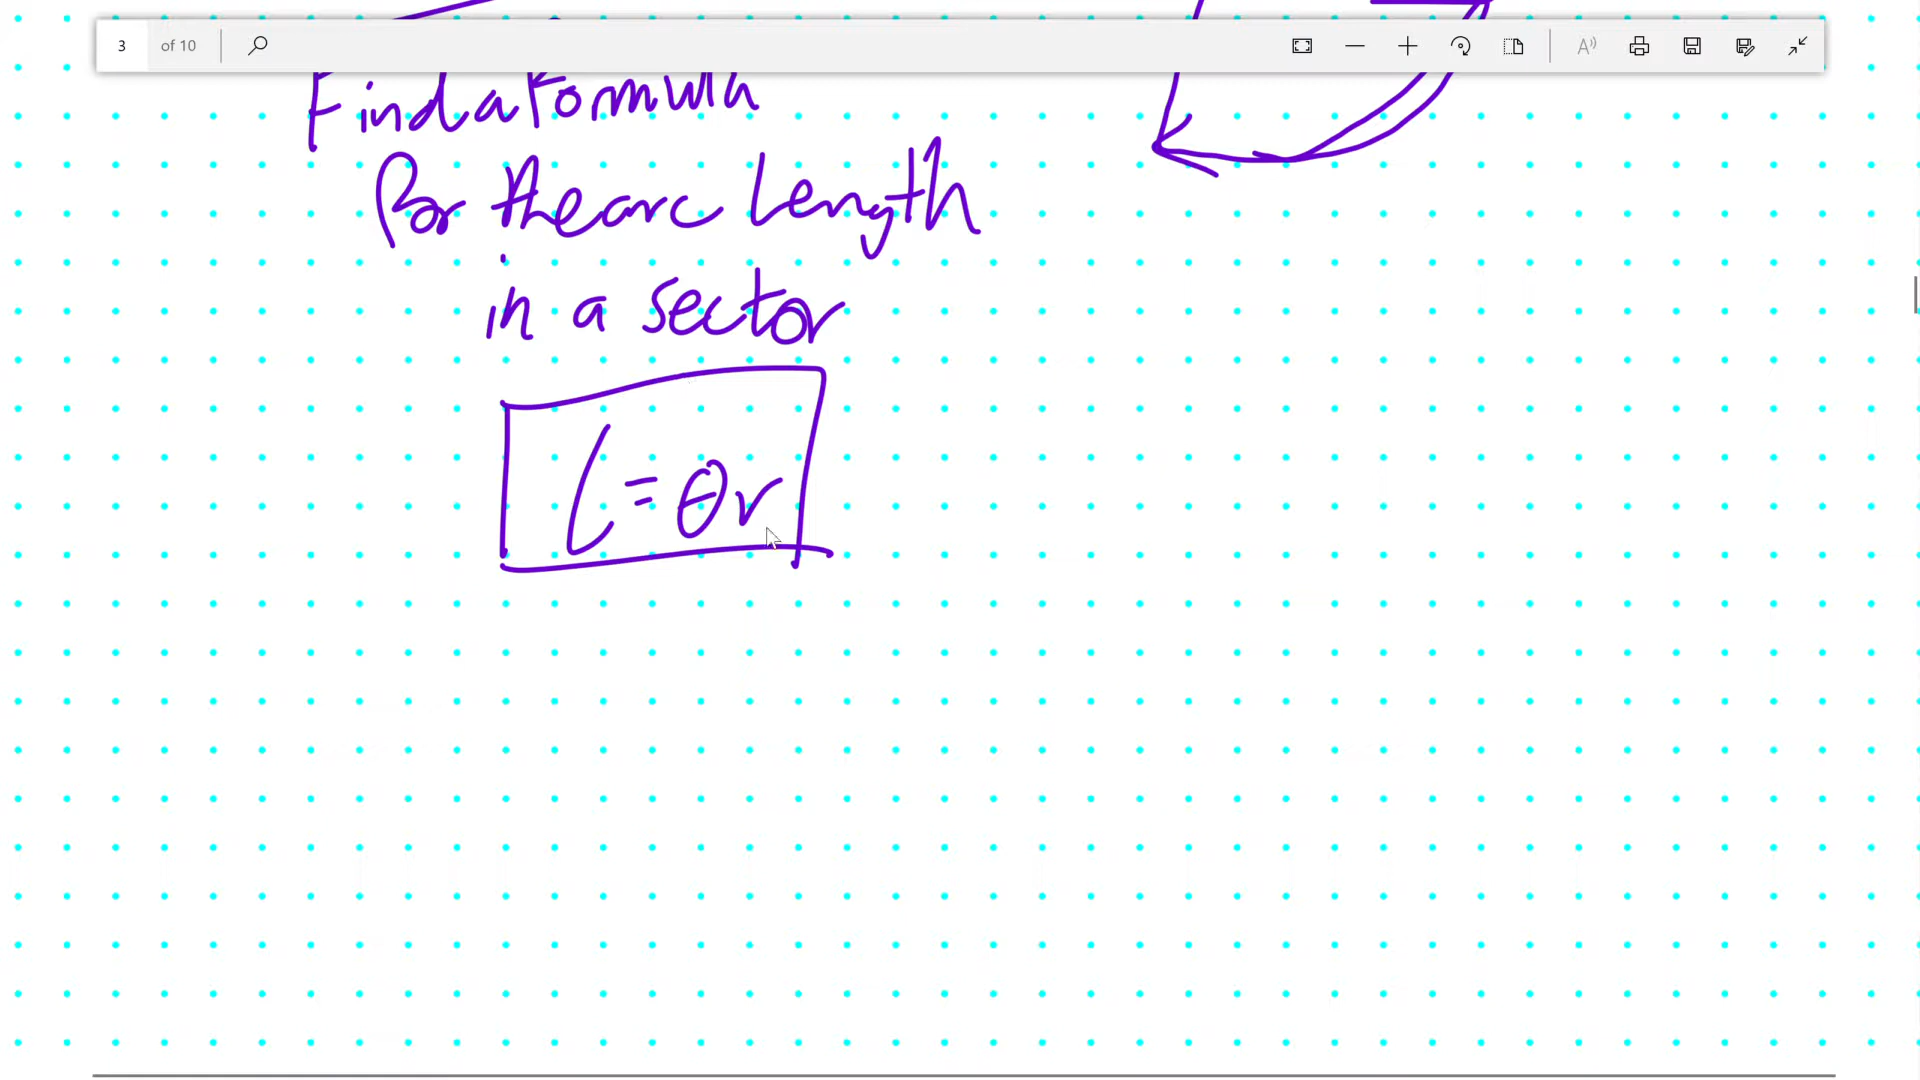 3 of 10
Find a formula
for the arc length
in a sector
l = θr